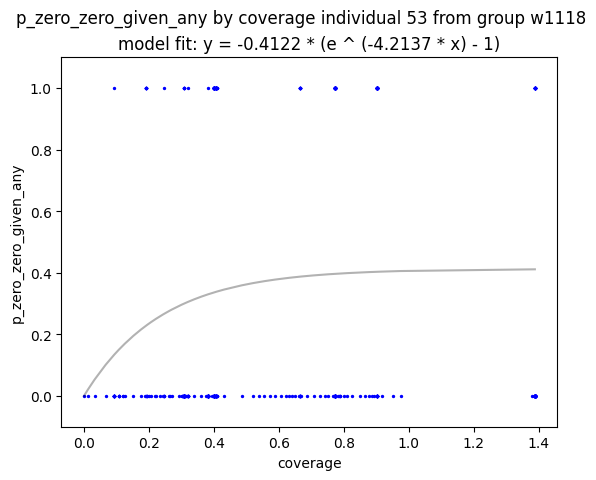 p_zero_zero_given_any by coverage individual 53 from group w1118
model fit: y = -0.4122 * (e ^ (-4.2137 * x) - 1)
p_zero_zero_given_any
1.0
0.8
0.6
0.4
0.2
0.0
0.0 0.2 0.4 0.6 0.8 1.0 1.2 1.4
coverage